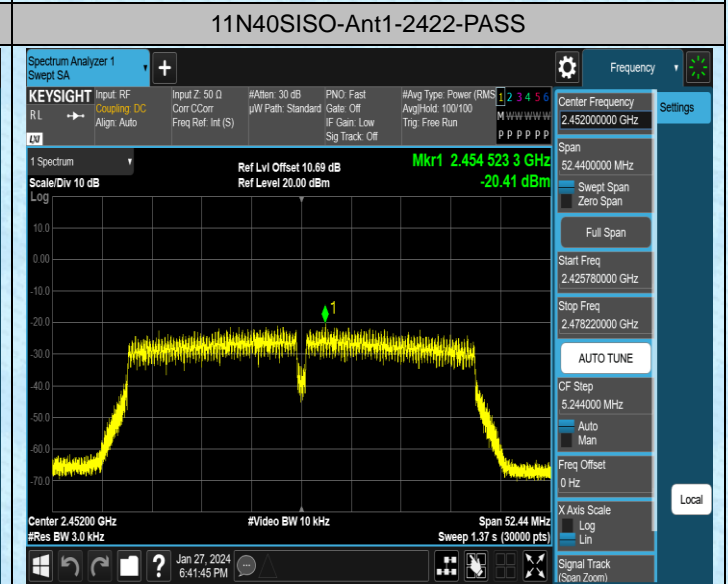 11N40SISO-Ant1-2422-PASS
Spectrum Analyzer 1
Swept SA
Frequency
KEYSIGHT
RL
LXI
Input: RF
Coupling: DC
Align: Auto
Input Z: 50 Ω
Corr CCorr
Freq Ref: Int (S)
#Atten: 30 dB
µW Path: Standard
PNO: Fast
Gate: Off
IF Gain: Low
Sig Track: Off
#Avg Type: Power (RMS
Avg|Hold: 100/100
Trig: Free Run
1 2 3 4 5 6
M W W W W W
P P P P P P
Center Frequency
2.452000000 GHz
Settings
Span
52.4400000 MHz
Swept Span
Zero Span
Full Span
Start Freq
2.425780000 GHz
Stop Freq
2.478220000 GHz
AUTO TUNE
CF Step
5.244000 MHz
Auto
Man
Freq Offset
0 Hz
X Axis Scale
Log
Lin
Signal Track
(Span Zoom)
Local
1 Spectrum
Scale/Div 10 dB
Log
Ref Lvl Offset 10.69 dB
Ref Level 20.00 dBm
Mkr1 2.454 523 3 GHz
-20.41 dBm
10.0
0.00
-10.0
1
-20.0
-30.0
-40.0
-50.0
-60.0
-70.0
Center 2.45200 GHz
#Res BW 3.0 kHz
#Video BW 10 kHz
Span 52.44 MHz
Sweep 1.37 s (30000 pts)
?
Jan 27, 2024
6:41:45 PM